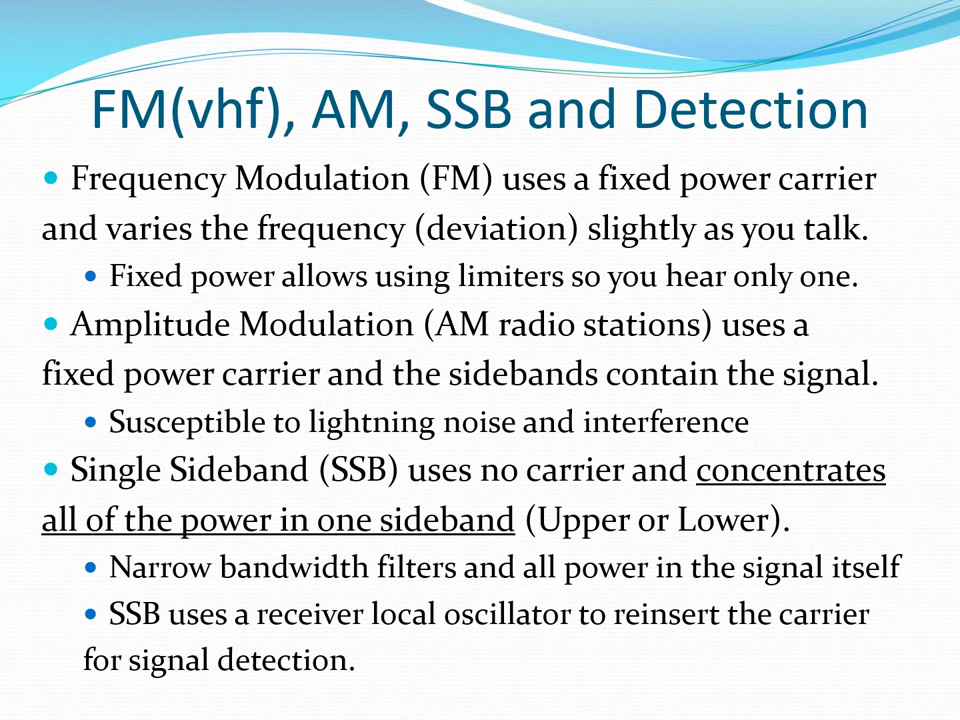 FM(vhf), AM, SSB and Detection
• Frequency Modulation (FM) uses a fixed power carrier
and varies the frequency (deviation) slightly as you talk.
• Fixed power allows using limiters so you hear only one.
• Amplitude Modulation (AM radio stations) uses a
fixed power carrier and the sidebands contain the signal.
• Susceptible to lightning noise and interference
• Single Sideband (SSB) uses no carrier and concentrates
all of the power in one sideband (Upper or Lower).
• Narrow bandwidth filters and all power in the signal itself
• SSB uses a receiver local oscillator to reinsert the carrier
for signal detection.